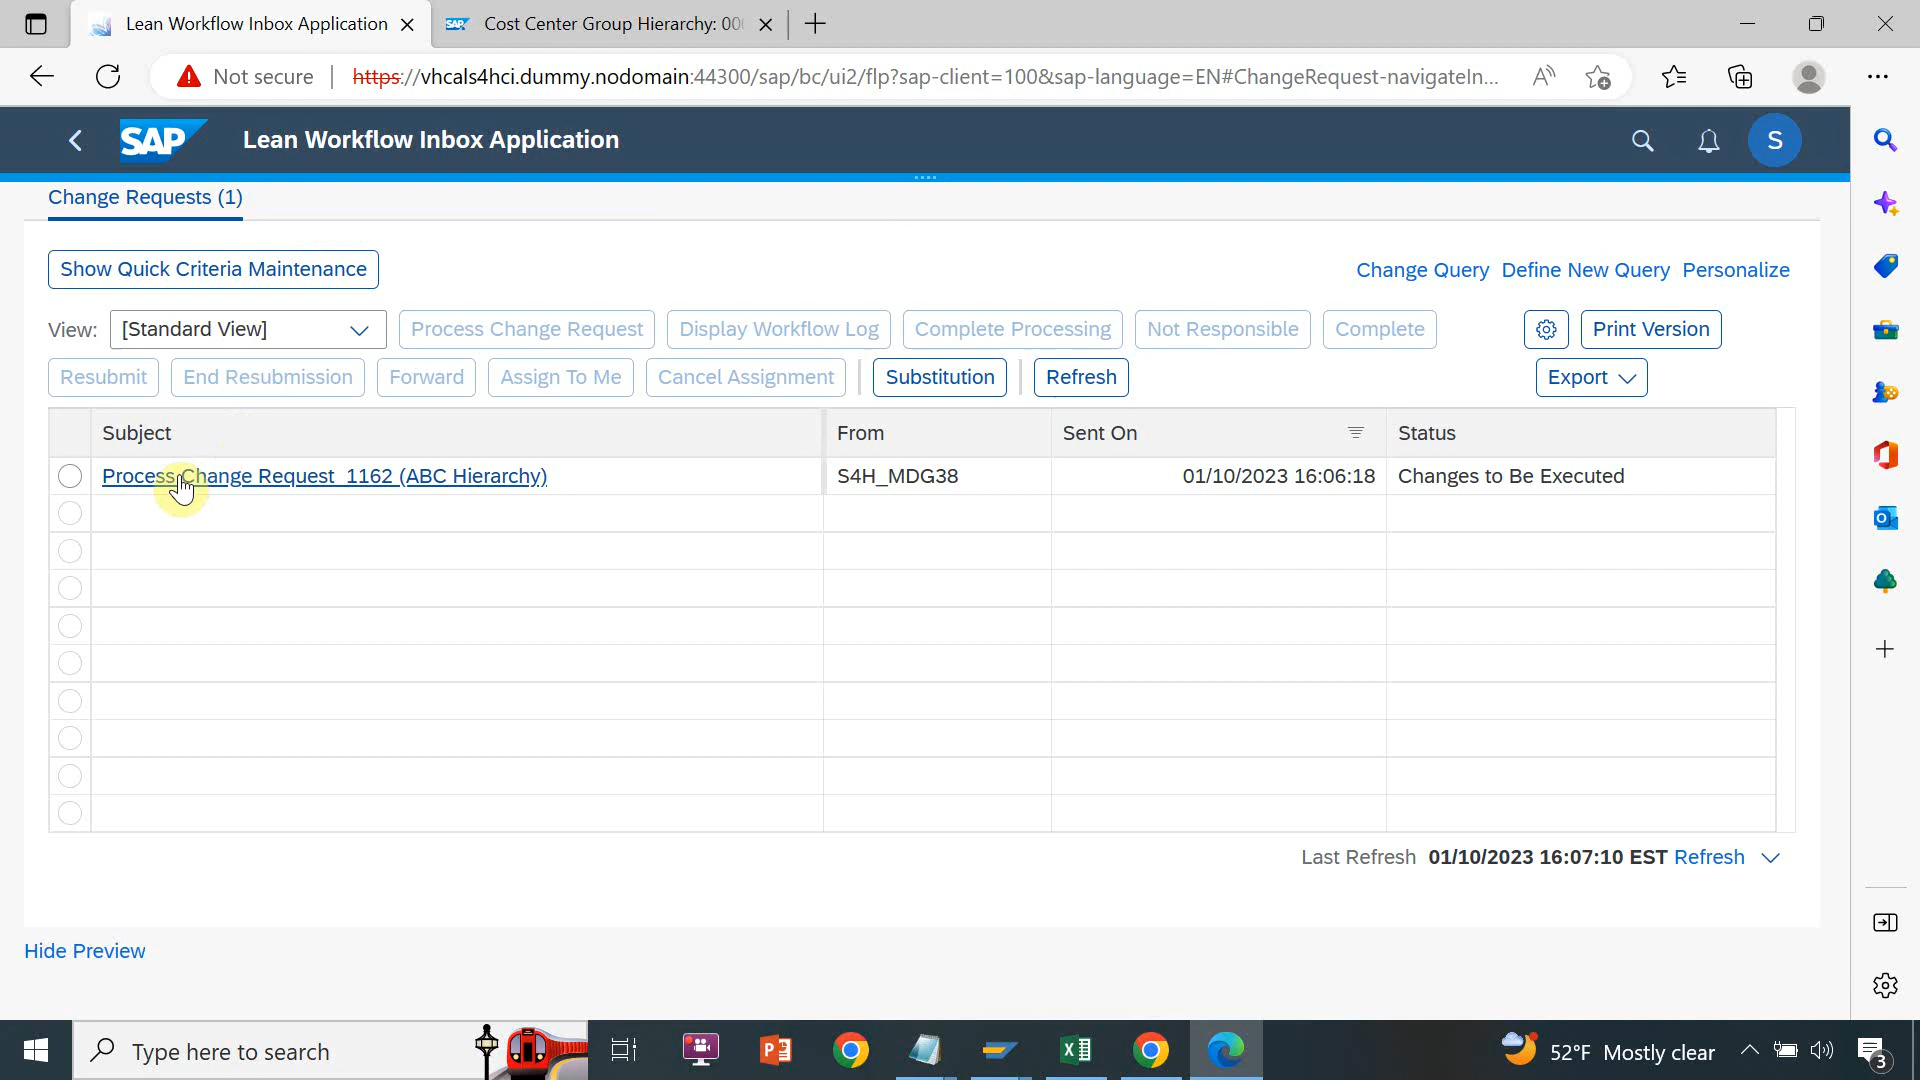 Lean Workflow Inbox Application
Cost Center Group Hierarchy: 00
Not secure
https://vhcals4hci.dummy.nodomain:44300/sap/bc/ui2/flp?sap-client=100&sap-language=EN#ChangeRequest-navigateIn...
SAP Lean Workflow Inbox Application S
Change Requests (1)
Show Quick Criteria Maintenance
Change Query Define New Query Personalize
View: [Standard View] Process Change Request Display Workflow Log Complete Processing Not Responsible Complete Print Version
Resubmit End Resubmission Forward Assign To Me Cancel Assignment Substitution Refresh Export
Subject From Sent On Status
Process Change Request 1162 (ABC Hierarchy) S4H_MDG38 01/10/2023 16:06:18 Changes to Be Executed
Last Refresh 01/10/2023 16:07:10 EST Refresh
Hide Preview
Type here to search
52°F Mostly clear
3